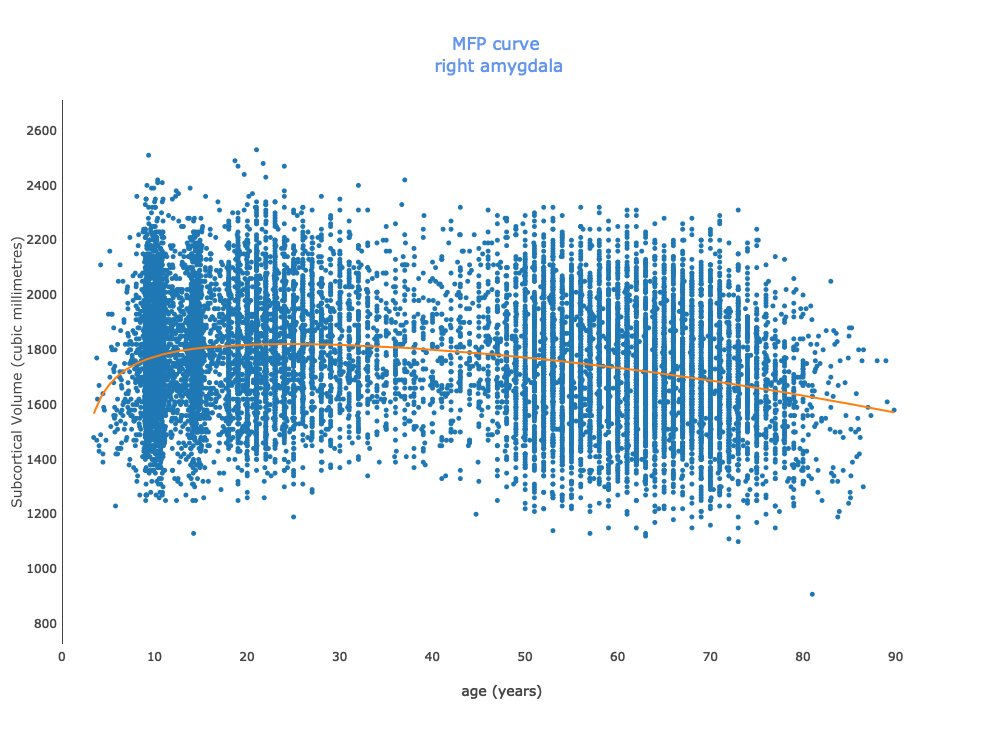 MFP curve
right amygdala
Subcortical Volume (cubic millimetres)
2600
2400
2200
2000
1800
1600
1400
1200
1000
800
0 10 20 30 40 50 60 70 80 90
age (years)